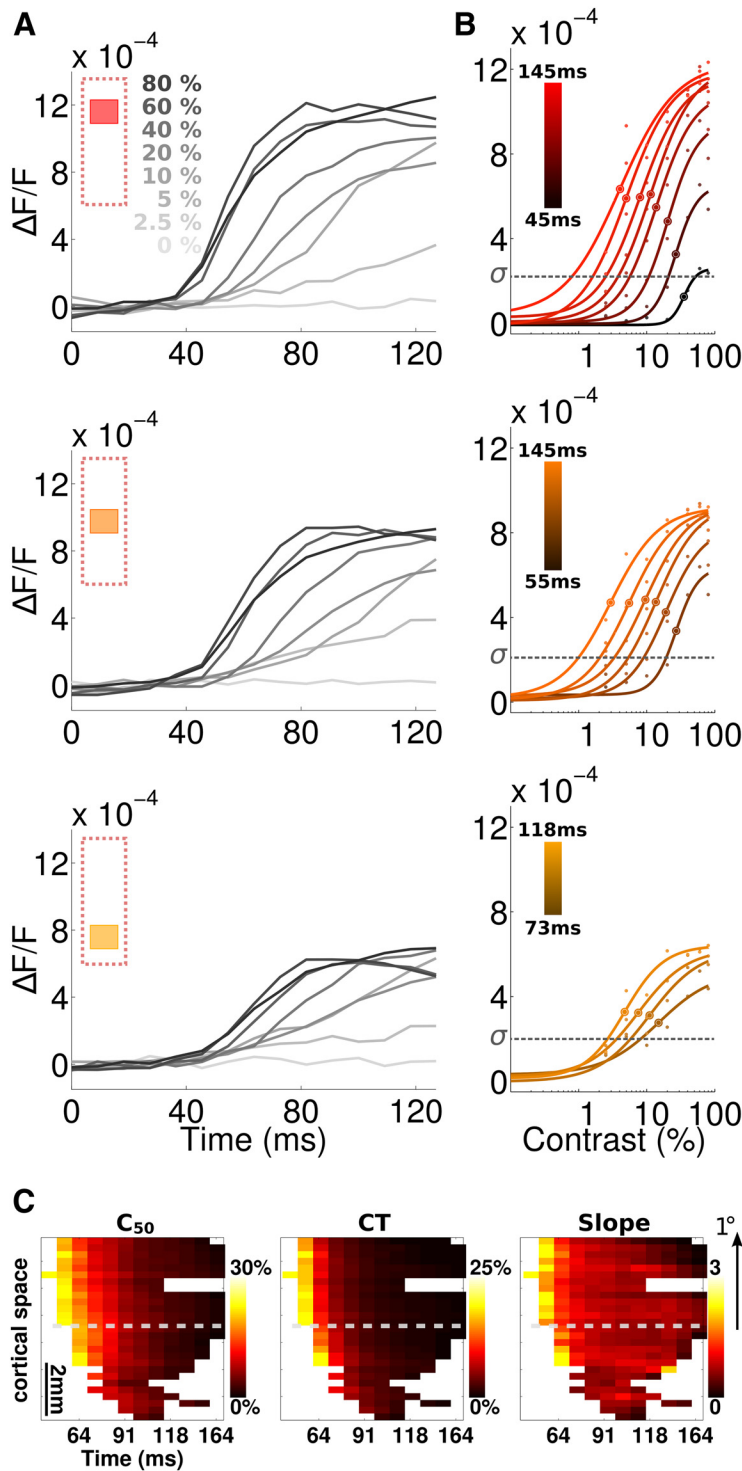 A
x 10⁻⁴
12
8
4
0
ΔF/F
80 %
60 %
40 %
20 %
10 %
5 %
2.5 %
0 %
0 40 80 120
B
x 10⁻⁴
12
8
4
σ
0
145ms
45ms
1 10 100
x 10⁻⁴
12
8
4
0
ΔF/F
0 40 80 120
x 10⁻⁴
12
8
4
σ
0
145ms
55ms
1 10 100
x 10⁻⁴
12
8
4
0
ΔF/F
0 40 80 120
Time (ms)
x 10⁻⁴
12
8
4
σ
0
118ms
73ms
1 10 100
Contrast (%)
C
C₅₀
cortical space
2mm
30%
0%
64 91 118 164
Time (ms)
CT
25%
0%
64 91 118 164
Slope
1°
3
0
64 91 118 164